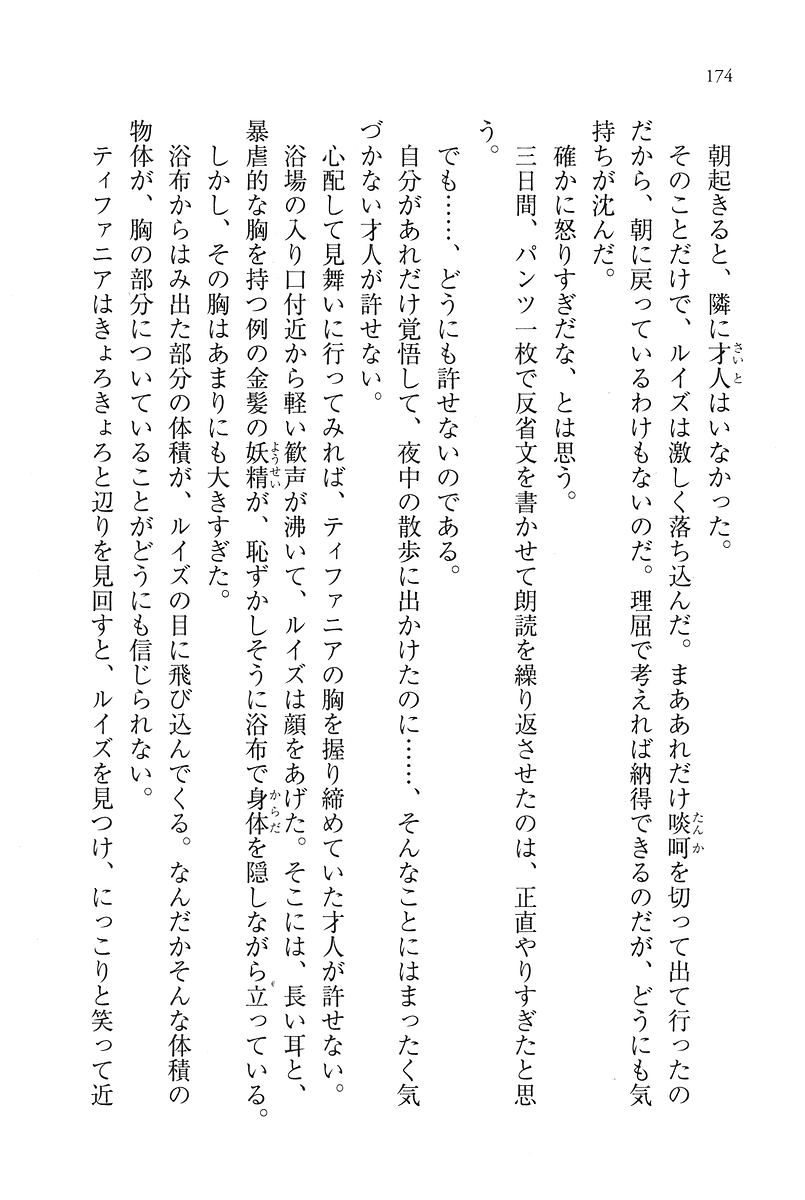 174
朝起きると、隣に才人はいなかった。
そのことだけで、ルイズは激しく落ち込んだ。まああれだけ啖呵を切って出て行ったの
だから、朝に戻っているわけもないのだ。理屈で考えれば納得できるのだが、どうにも気
持ちが沈んだ。
確かに怒りすぎだな、とは思う。
三日間、パンツ一枚で反省文を書かせて朗読を繰り返させたのは、正直やりすぎたと思
う。
でも……、どうにも許せないのである。
自分があれだけ覚悟して、夜中の散歩に出かけたのに……、そんなことにはまったく気
づかない才人が許せない。
心配して見舞いに行ってみれば、ティファニアの胸を握り締めていた才人が許せない。
浴場の入り口付近から軽い歓声が沸いて、ルイズは顔をあげた。そこには、長い耳と、
暴虐的な胸を持つ例の金髪の妖精が、恥ずかしそうに浴布で身体を隠しながら立っている。
しかし、その胸はあまりにも大きすぎた。
浴布からはみ出た部分の体積が、ルイズの目に飛び込んでくる。なんだかそんな体積の
物体が、胸の部分についていることがどうにも信じられない。
ティファニアはきょろきょろと辺りを見回すと、ルイズを見つけ、にっこりと笑って近